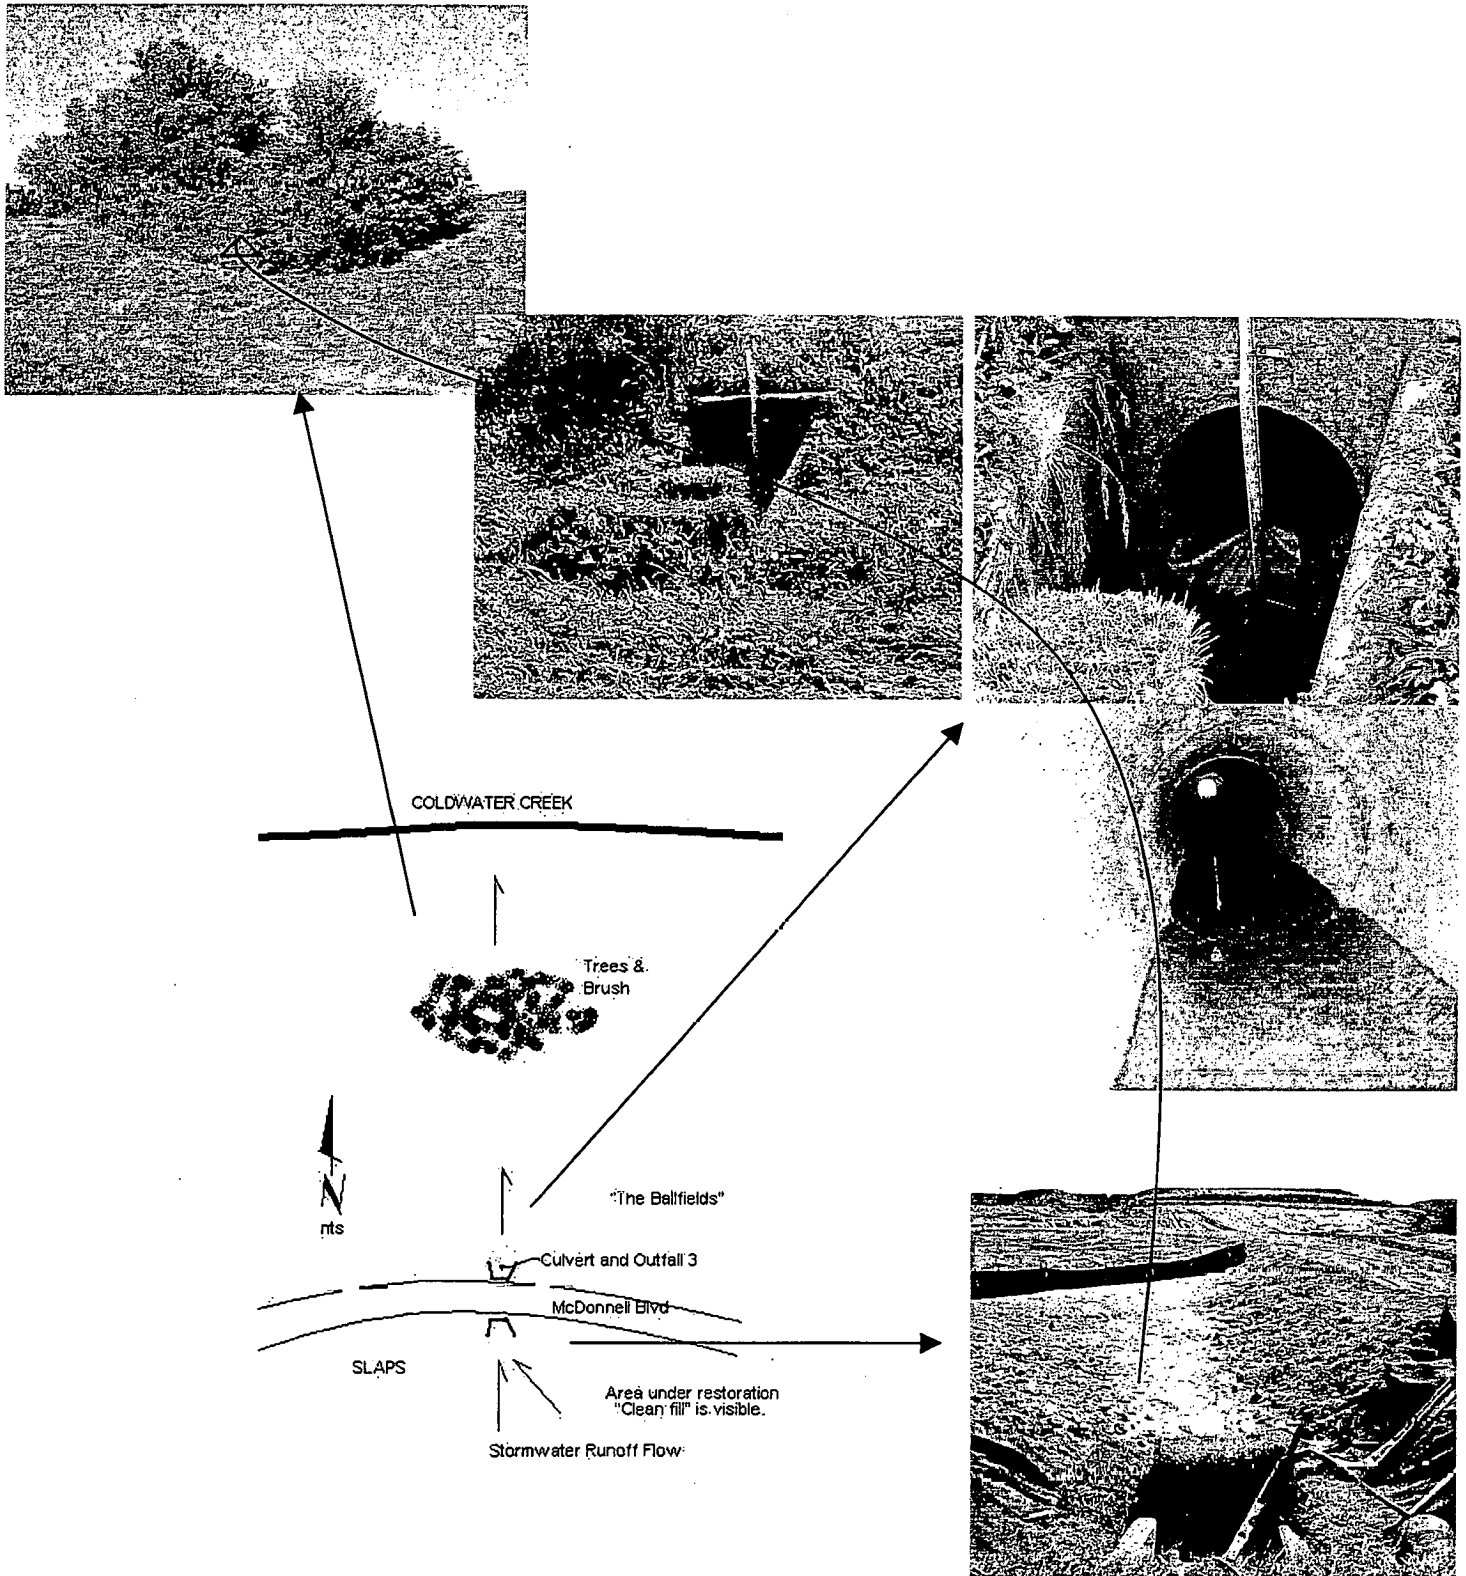 COLDWATER CREEK
Trees &
Brush
N
nts
"The Ballfields"
Culvert and Outfall 3
McDonnell Blvd
SLAPS
Area under restoration
"Clean fill" is visible.
Stormwater Runoff Flow